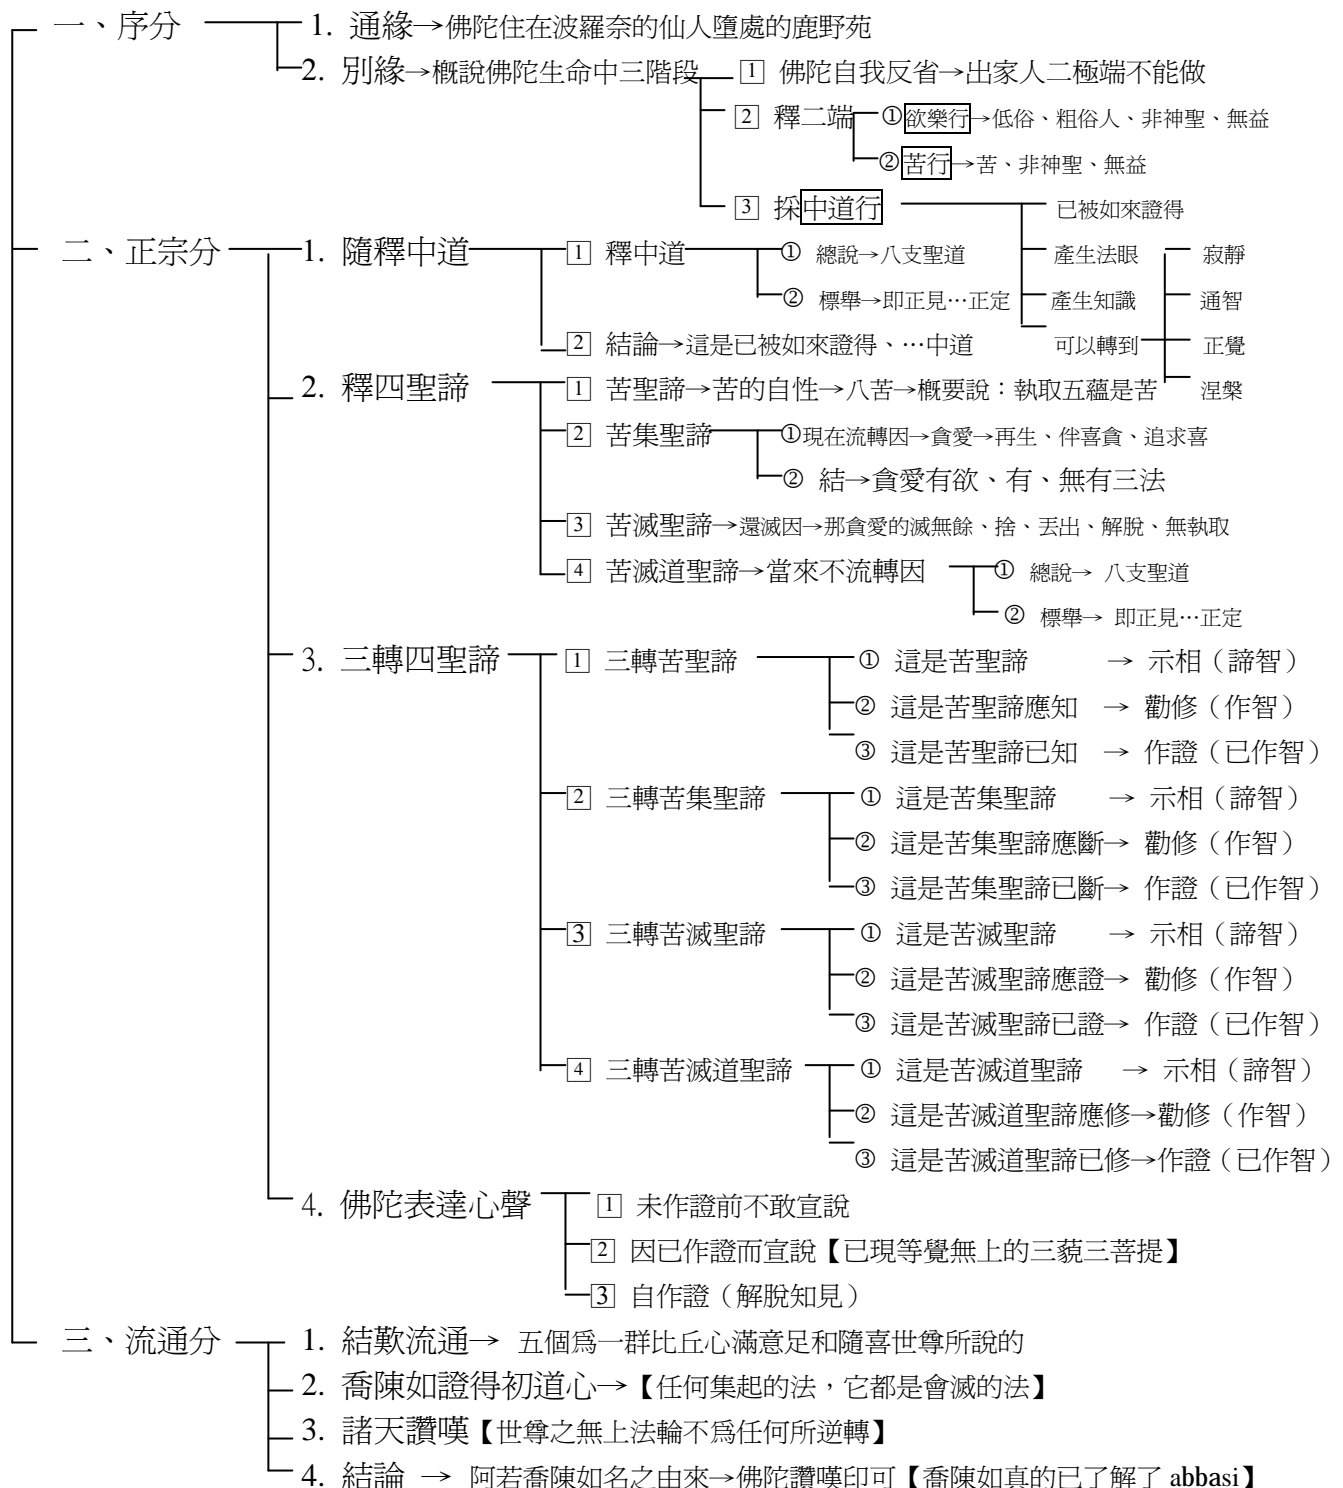 一、序分 1. 通緣→佛陀住在波羅奈的仙人墮處的鹿野苑
2. 別緣→概說佛陀生命中三階段 1 佛陀自我反省→出家人二極端不能做
2 釋二端 ①欲樂行→低俗、粗俗人、非神聖、無益
②苦行→苦、非神聖、無益
3 採中道行 已被如來證得
二、正宗分 1. 隨釋中道 1 釋中道 ① 總說→八支聖道 產生法眼 寂靜
② 標舉→即正見…正定 產生知識 通智
2 結論→這是已被如來證得、…中道 可以轉到 正覺
2. 釋四聖諦 1 苦聖諦→苦的自性→八苦→概要說：執取五蘊是苦 涅槃
2 苦集聖諦 ①現在流轉因→貪愛→再生、伴喜貪、追求喜
② 結→貪愛有欲、有、無有三法
3 苦滅聖諦→還滅因→那貪愛的滅無餘、捨、丟出、解脫、無執取
4 苦滅道聖諦→當來不流轉因 ① 總說→ 八支聖道
② 標舉→ 即正見…正定
3. 三轉四聖諦 1 三轉苦聖諦 ① 這是苦聖諦 → 示相（諦智）
② 這是苦聖諦應知 → 勸修（作智）
③ 這是苦聖諦已知 → 作證（已作智）
2 三轉苦集聖諦 ① 這是苦集聖諦 → 示相（諦智）
② 這是苦集聖諦應斷→ 勸修（作智）
③ 這是苦集聖諦已斷→ 作證（已作智）
3 三轉苦滅聖諦 ① 這是苦滅聖諦 → 示相（諦智）
② 這是苦滅聖諦應證→ 勸修（作智）
③ 這是苦滅聖諦已證→ 作證（已作智）
4 三轉苦滅道聖諦 ① 這是苦滅道聖諦 → 示相（諦智）
② 這是苦滅道聖諦應修→勸修（作智）
③ 這是苦滅道聖諦已修→作證（已作智）
4. 佛陀表達心聲 1 未作證前不敢宣說
2 因已作證而宣說【已現等覺無上的三藐三菩提】
3 自作證（解脫知見）
三、流通分 1. 結歎流通→ 五個為一群比丘心滿意足和隨喜世尊所說的
2. 喬陳如證得初道心→【任何集起的法，它都是會滅的法】
3. 諸天讚嘆【世尊之無上法輪不為任何所逆轉】
4. 結論 → 阿若喬陳如名之由來→佛陀讚嘆印可【喬陳如真的已了解了 abbasi】